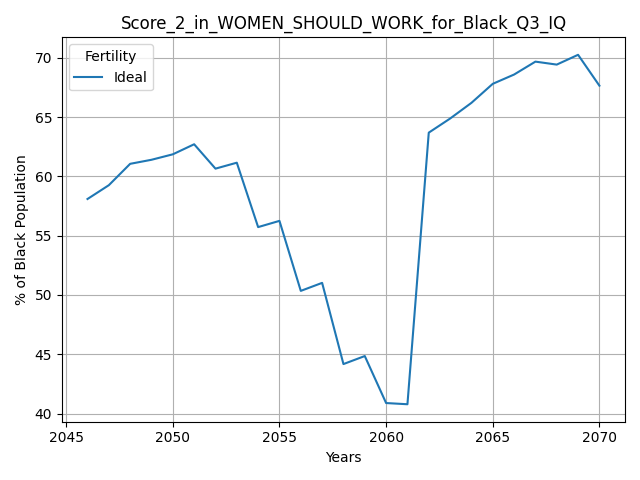 Score_2_in_WOMEN_SHOULD_WORK_for_Black_Q3_IQ
Fertility
Ideal
% of Black Population
70
65
60
55
50
45
40
2045 2050 2055 2060 2065 2070
Years